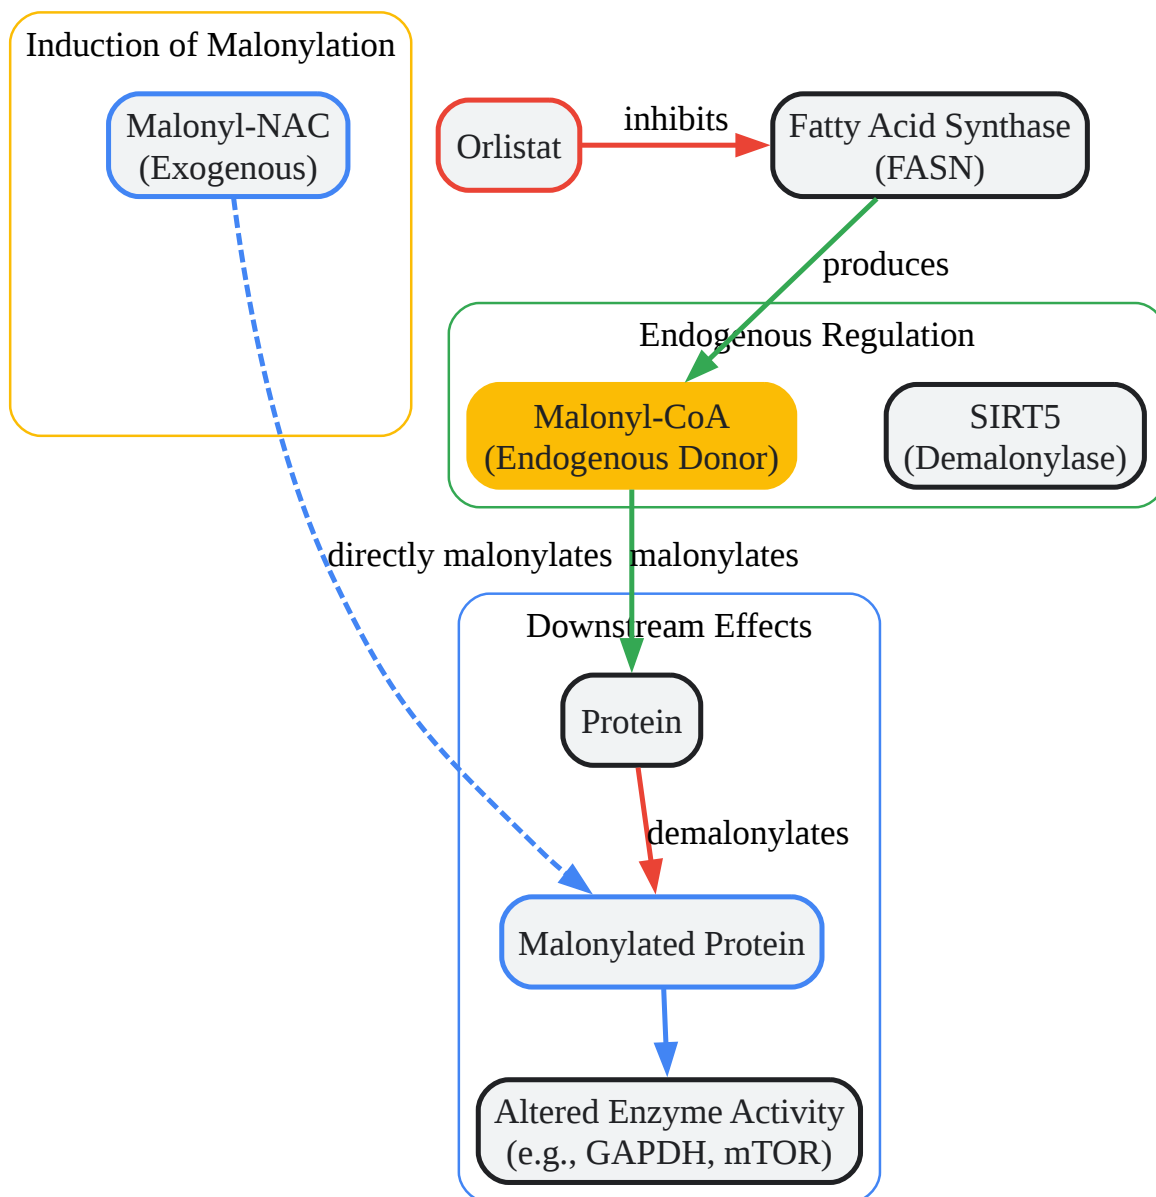 Induction of Malonylation
Malonyl-NAC
(Exogenous)
Orlistat
inhibits
Fatty Acid Synthase
(FASN)
produces
Endogenous Regulation
Malonyl-CoA
(Endogenous Donor)
SIRT5
(Demalonylase)
directly malonylates
malonylates
Downstream Effects
Protein
demalonylates
Malonylated Protein
Altered Enzyme Activity
(e.g., GAPDH, mTOR)